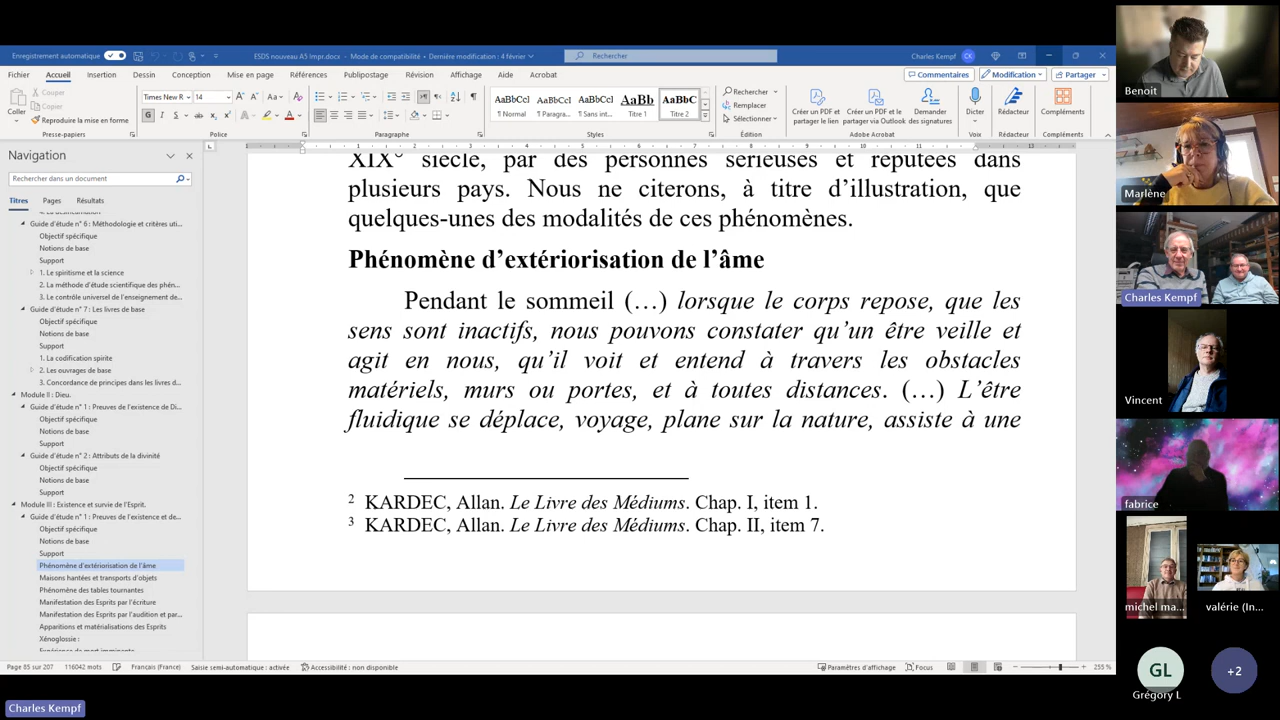 Enregistrement automatique
ESDS nouveau A5 Impr.docx • Mode de compatibilité • Dernière modification : 4 février
Rechercher
Charles Kempf
CK
Fichier Accueil Insertion Dessin Conception Mise en page Références Publipostage Révision Affichage Aide Acrobat
Commentaires Modification Partager
Coller
Couper
Copier
Reproduire la mise en forme
Presse-papiers
Times New R 14
Police
Paragraphe
AaBbCcI AaBbCcI AaBbCcI AaBb AaBbC
¶ Normal ¶ Paragra... ¶ Sans int... Titre 1 Titre 2
Styles
Rechercher
Remplacer
Sélectionner
Édition
Créer un PDF et partager le lien
Créer un PDF et partager via Outlook
Demander des signatures
Adobe Acrobat
Dicter
Voix
Rédacteur
Rédacteur
Compléments
Compléments
Navigation
Rechercher dans un document
Titres Pages Résultats
Guide d'étude n° 6 : Méthodologie et critères uti...
Objectif spécifique
Notions de base
Support
1. Le spiritisme et la science
2. La méthode d'étude scientifique des phén...
3. Le contrôle universel de l'enseignement de...
Guide d'étude n° 7 : Les livres de base
Objectif spécifique
Notions de base
Support
1. La codification spirite
2. Les ouvrages de base
3. Concordance de principes dans les livres d...
Module II : Dieu.
Guide d'étude n° 1 : Preuves de l'existence de Di...
Objectif spécifique
Notions de base
Support
Guide d'étude n° 2 : Attributs de la divinité
Objectif spécifique
Notions de base
Support
Module III : Existence et survie de l'Esprit.
Guide d'étude n° 1 : Preuves de l'existence et de...
Objectif spécifique
Notions de base
Support
Phénomène d'extériorisation de l'âme
Maisons hantées et transports d'objets
Phénomène des tables tournantes
Manifestation des Esprits par l'écriture
Manifestation des Esprits par l'audition et par...
Apparitions et matérialisations des Esprits
Xénoglossie :
XIXe siècle, par des personnes sérieuses et réputées dans
plusieurs pays. Nous ne citerons, à titre d'illustration, que
quelques-unes des modalités de ces phénomènes.
Phénomène d'extériorisation de l'âme
Pendant le sommeil (…) lorsque le corps repose, que les
sens sont inactifs, nous pouvons constater qu'un être veille et
agit en nous, qu'il voit et entend à travers les obstacles
matériels, murs ou portes, et à toutes distances. (…) L'être
fluidique se déplace, voyage, plane sur la nature, assiste à une
2 KARDEC, Allan. Le Livre des Médiums. Chap. I, item 1.
3 KARDEC, Allan. Le Livre des Médiums. Chap. II, item 7.
Page 85 sur 207 116042 mots Français (France) Saisie semi-automatique : activée Accessibilité : non disponible
Paramètres d'affichage Focus 255 %
Charles Kempf
Benoit
Marlène
Charles Kempf
Vincent
fabrice
michel ma...
valérie (In...
GL
Grégory L
+2